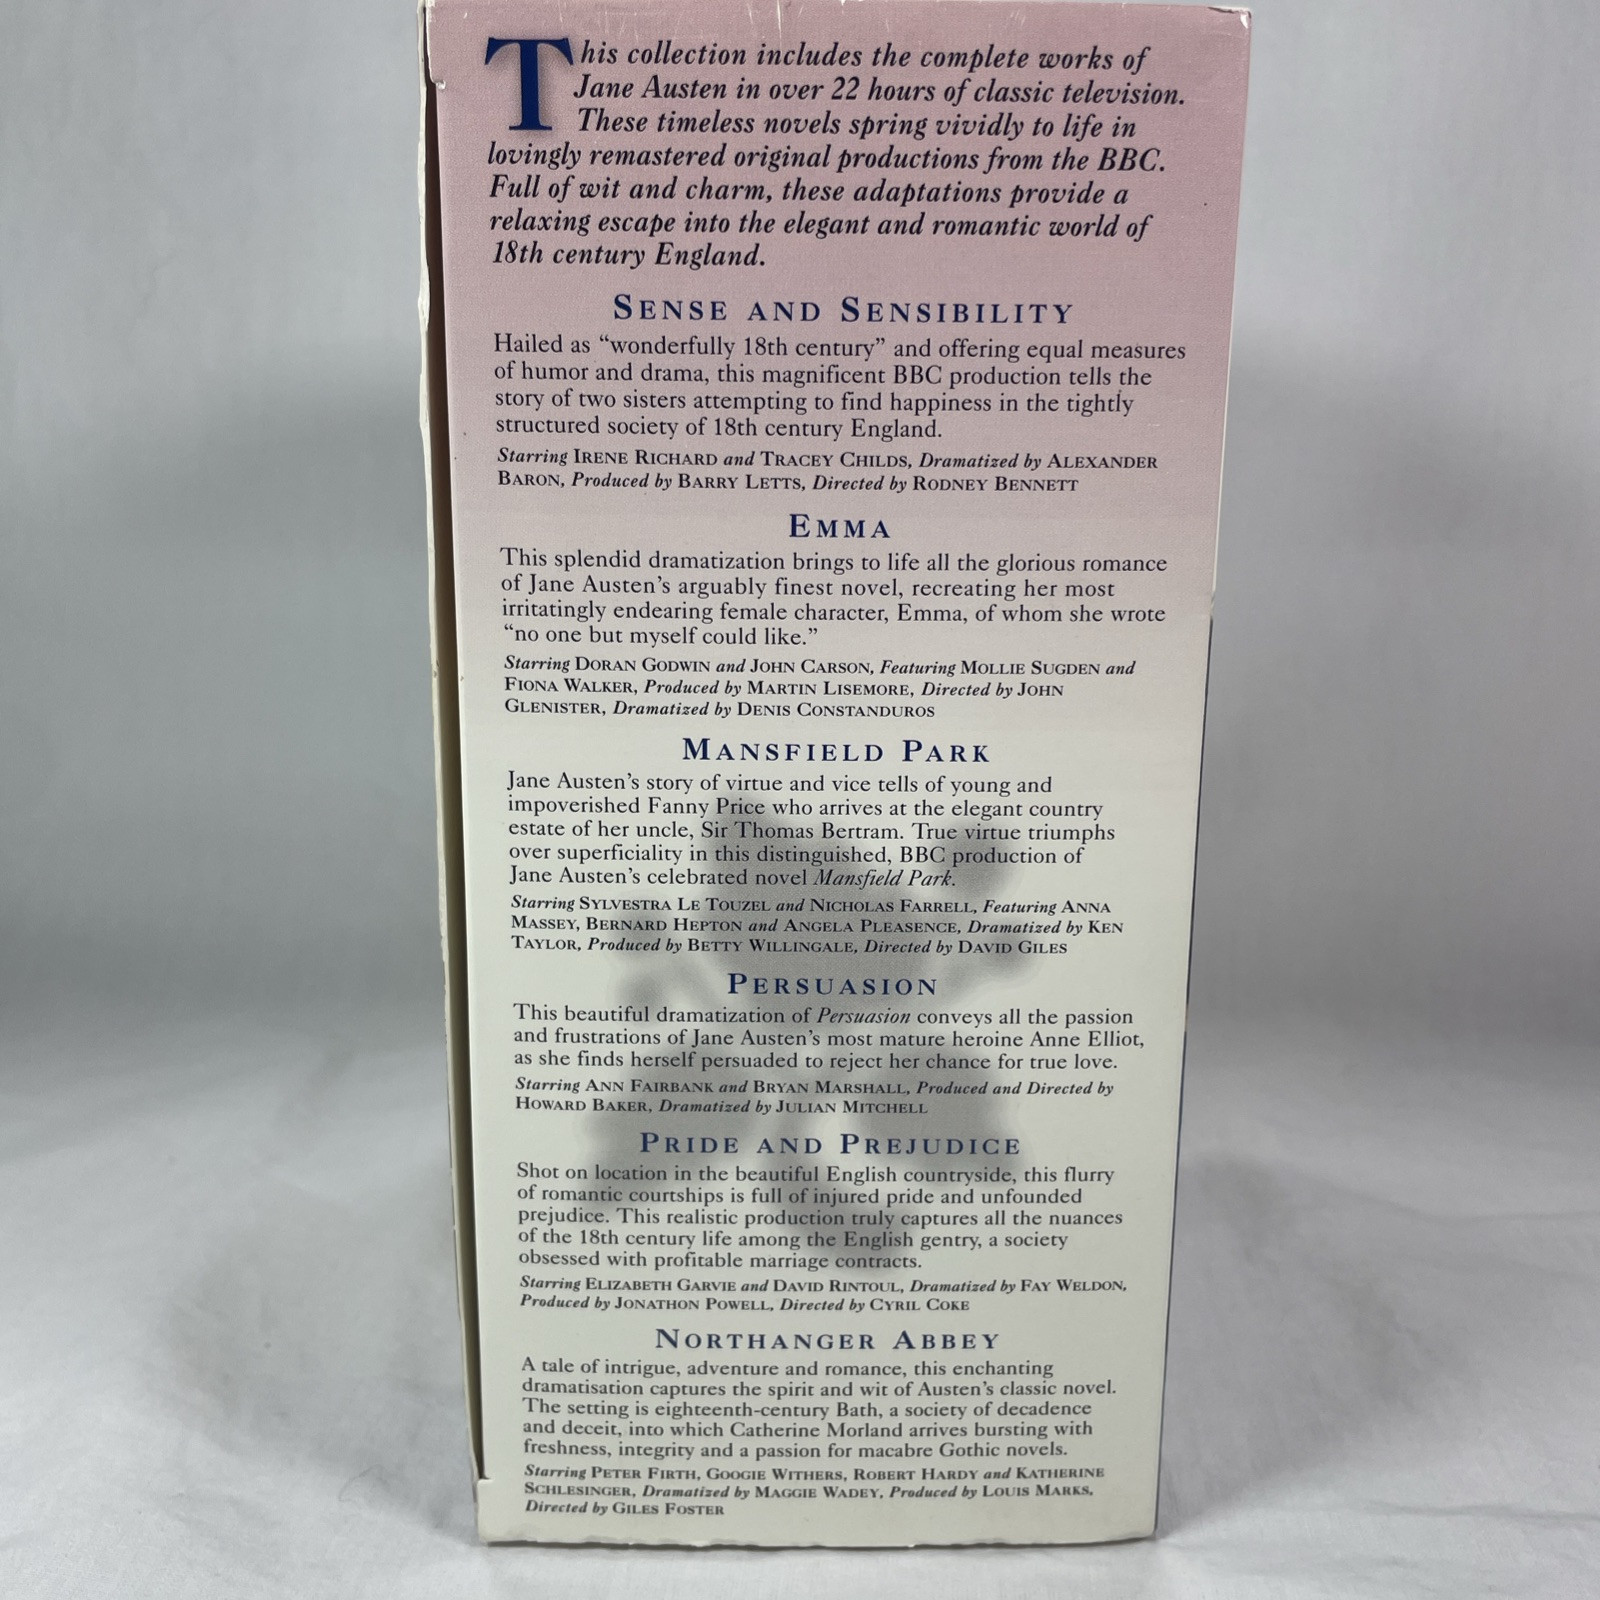 This collection includes the complete works of
Jane Austen in over 22 hours of classic television.
These timeless novels spring vividly to life in
lovingly remastered original productions from the BBC.
Full of wit and charm, these adaptations provide a
relaxing escape into the elegant and romantic world of
18th century England.
SENSE AND SENSIBILITY
Hailed as “wonderfully 18th century” and offering equal measures
of humor and drama, this magnificent BBC production tells the
story of two sisters attempting to find happiness in the tightly
structured society of 18th century England.
Starring IRENE RICHARD and TRACEY CHILDS, Dramatized by ALEXANDER
BARON, Produced by BARRY LETTS, Directed by RODNEY BENNETT
EMMA
This splendid dramatization brings to life all the glorious romance
of Jane Austen’s arguably finest novel, recreating her most
irritatingly endearing female character, Emma, of whom she wrote
“no one but myself could like.”
Starring DORAN GODWIN and JOHN CARSON, Featuring MOLLIE SUGDEN and
FIONA WALKER, Produced by MARTIN LISEMORE, Directed by JOHN
GLENISTER, Dramatized by DENIS CONSTANDUROS
MANSFIELD PARK
Jane Austen’s story of virtue and vice tells of young and
impoverished Fanny Price who arrives at the elegant country
estate of her uncle, Sir Thomas Bertram. True virtue triumphs
over superficiality in this distinguished, BBC production of
Jane Austen’s celebrated novel Mansfield Park.
Starring SYLVESTRA LE TOUZEL and NICHOLAS FARRELL, Featuring ANNA
MASSEY, BERNARD HEPTON and ANGELA PLEASENCE, Dramatized by KEN
TAYLOR, Produced by BETTY WILLINGALE, Directed by DAVID GILES
PERSUASION
This beautiful dramatization of Persuasion conveys all the passion
and frustrations of Jane Austen’s most mature heroine Anne Elliot,
as she finds herself persuaded to reject her chance for true love.
Starring ANN FAIRBANK and BRYAN MARSHALL, Produced and Directed by
HOWARD BAKER, Dramatized by JULIAN MITCHELL
PRIDE AND PREJUDICE
Shot on location in the beautiful English countryside, this flurry
of romantic courtships is full of injured pride and unfounded
prejudice. This realistic production truly captures all the nuances
of the 18th century life among the English gentry, a society
obsessed with profitable marriage contracts.
Starring ELIZABETH GARVIE and DAVID RINTOUL, Dramatized by FAY WELDON,
Produced by JONATHON POWELL, Directed by CYRIL COKE
NORTHANGER ABBEY
A tale of intrigue, adventure and romance, this enchanting
dramatisation captures the spirit and wit of Austen’s classic novel.
The setting is eighteenth-century Bath, a society of decadence
and deceit, into which Catherine Morland arrives bursting with
freshness, integrity and a passion for macabre Gothic novels.
Starring PETER FIRTH, GOOGIE WITHERS, ROBERT HARDY and KATHERINE
SCHLESINGER, Dramatized by MAGGIE WADEY, Produced by LOUIS MARKS,
Directed by GILES FOSTER